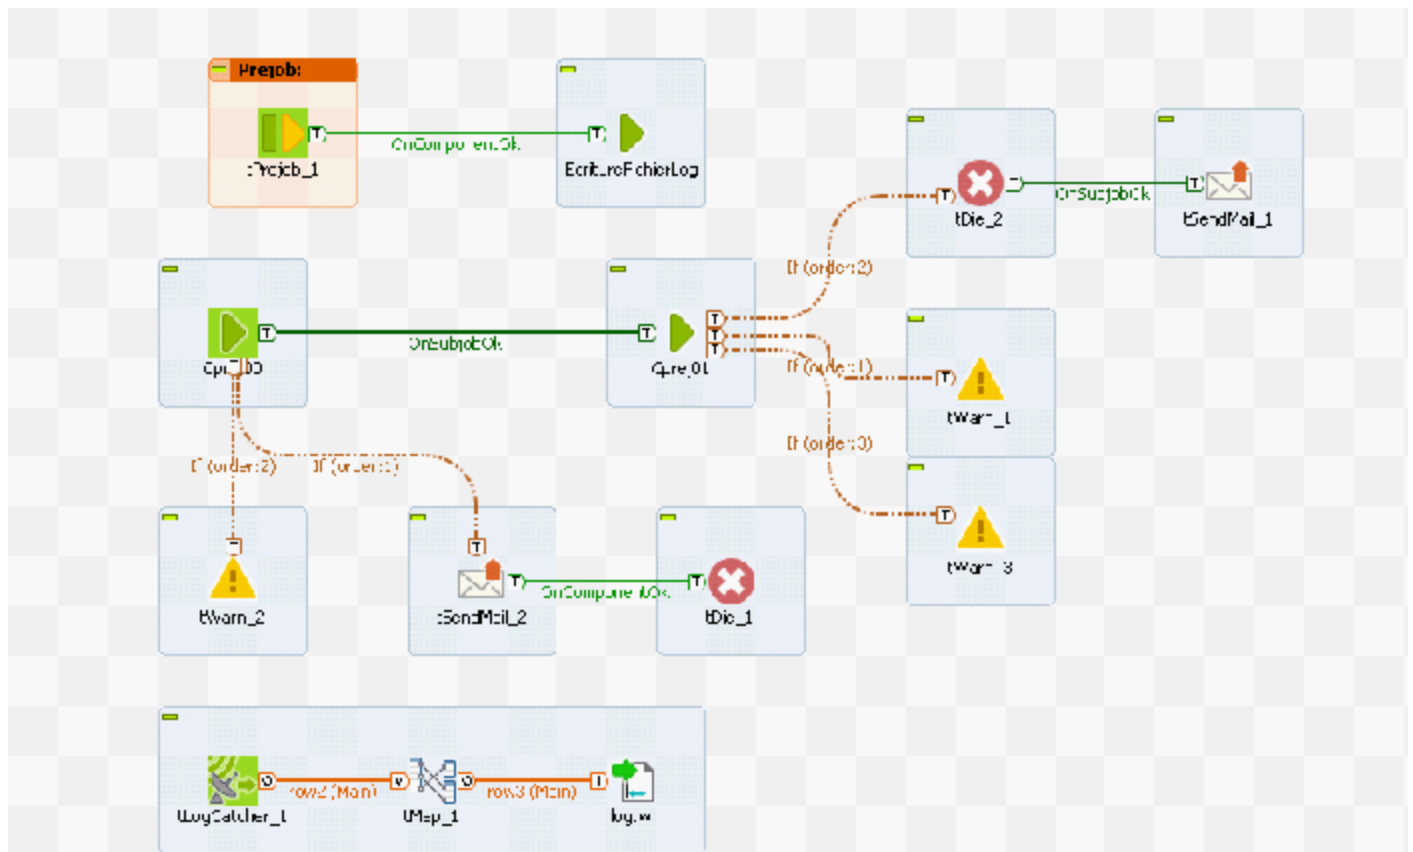 Prejob:
OnComponentOk
tPrejob_1
EcritureFichierLog
OnSubjobOk
tDie_2
tSendMail_1
If (order:2)
OnSubjobOk
If (order:1)
tWarn_1
If (order:3)
If (order:2)
If (order:1)
tWarn_3
OnComponentOk
tWarn_2
tSendMail_2
tDie_1
row2 (Main)
row3 (Main)
tLogCatcher_1
tMap_1